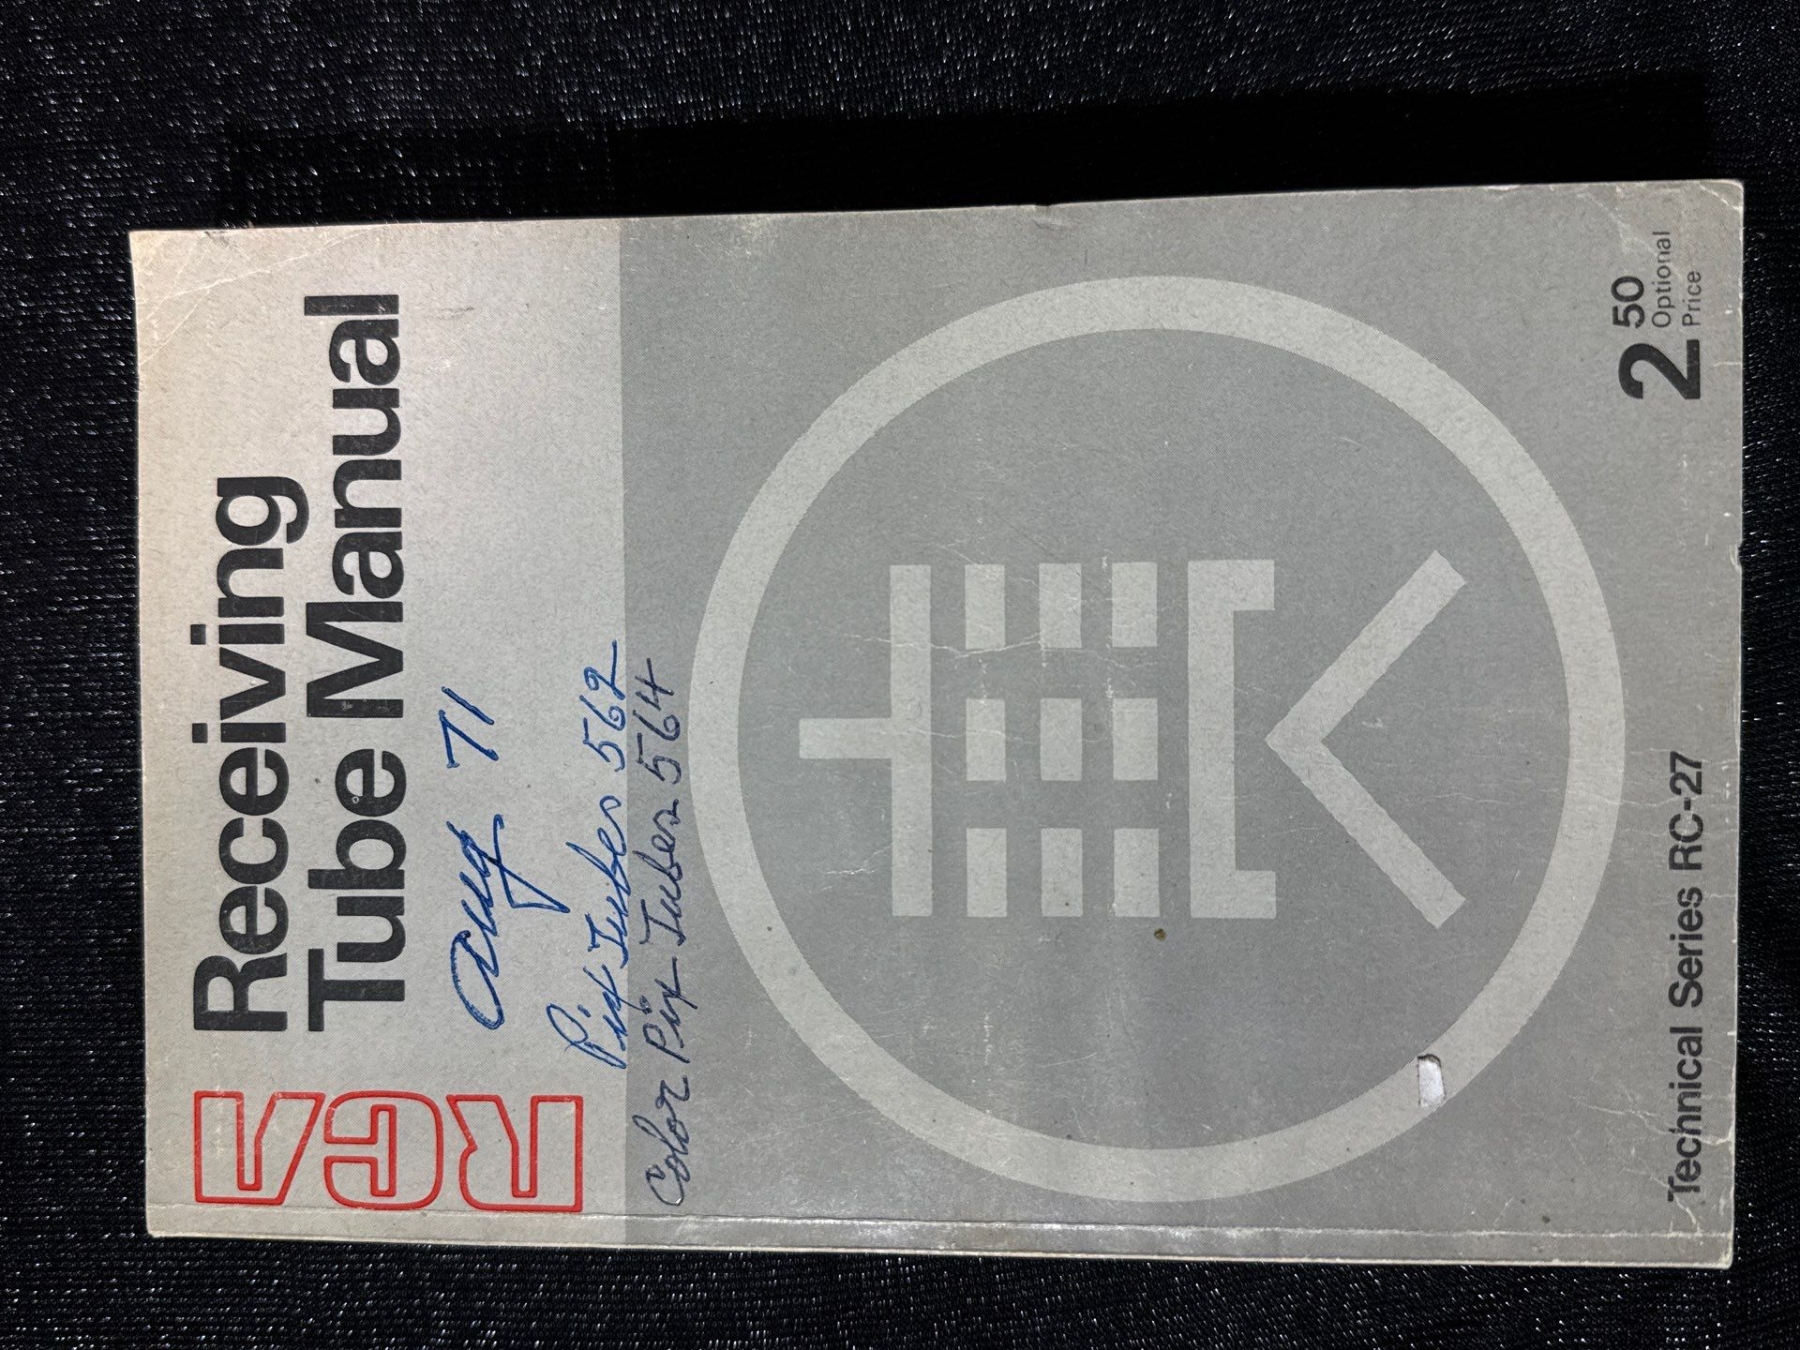 RCA
Receiving
Tube Manual
Aug 71
Pix Tubes 562
Color Pix Tubes 564
Technical Series RC-27
2 50
Optional
Price